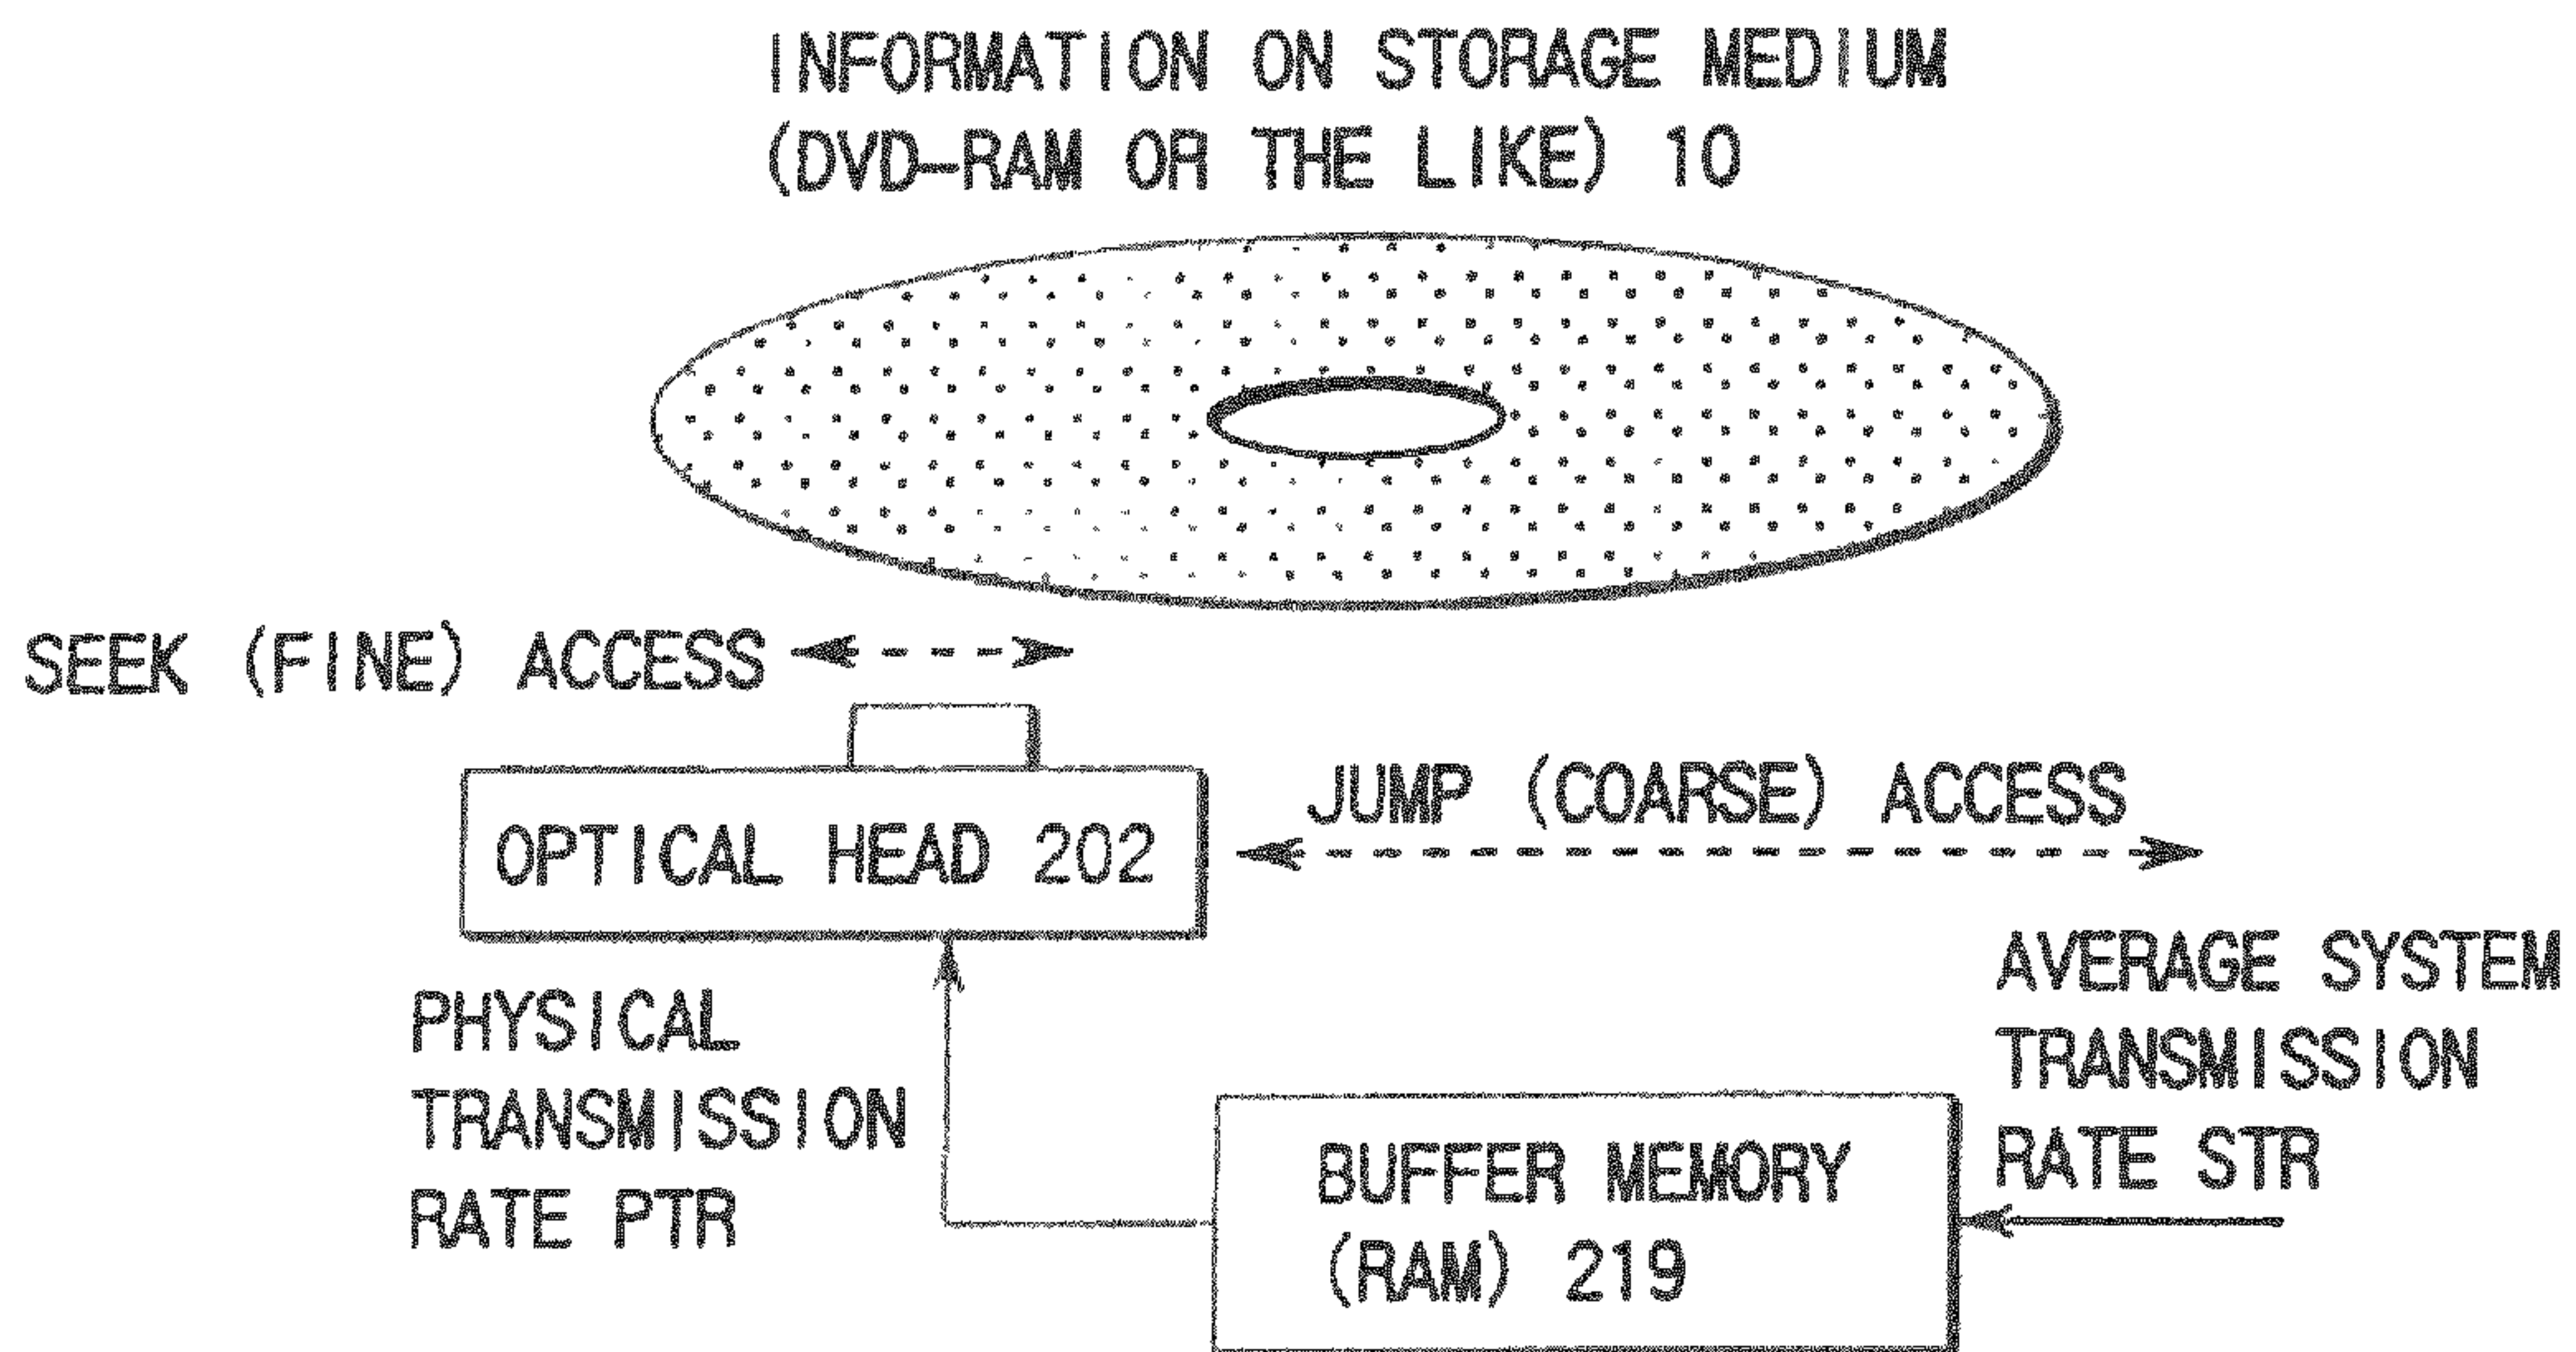 INFORMATION ON STORAGE MEDIUM
(DVD-RAM OR THE LIKE) 10
SEEK (FINE) ACCESS
JUMP (COARSE) ACCESS
OPTICAL HEAD 202
AVERAGE SYSTEM
TRANSMISSION
RATE STR
PHYSICAL
TRANSMISSION
RATE PTR
BUFFER MEMORY
(RAM) 219